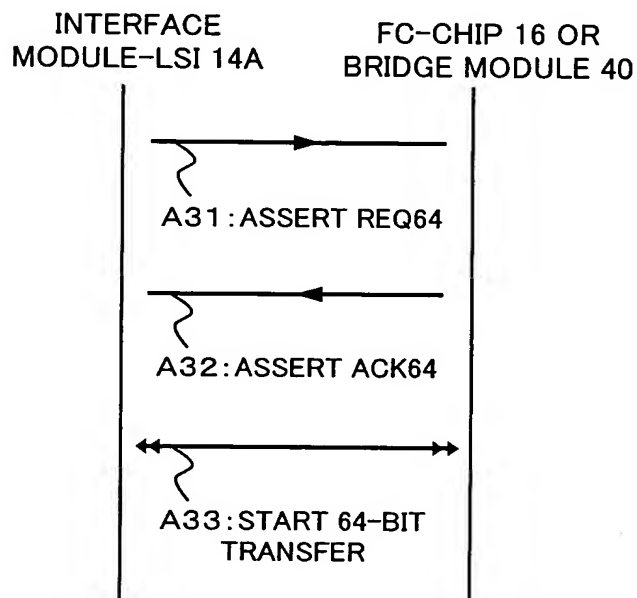 INTERFACE
MODULE-LSI 14A
FC-CHIP 16 OR
BRIDGE MODULE 40
A31:ASSERT REQ64
A32:ASSERT ACK64
A33:START 64-BIT
TRANSFER